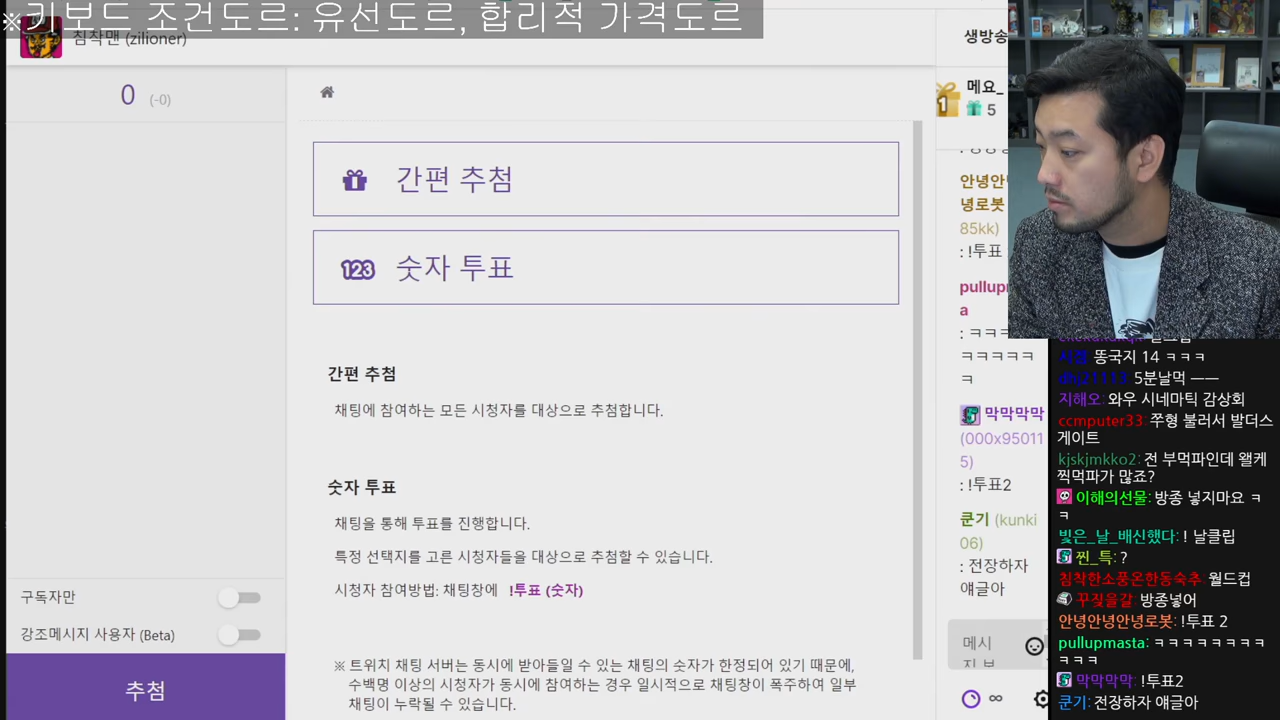 ※키보드 조건도르: 유선도르, 합리적 가격도르
침착맨 (zilioner)
생방송
0 (-0)
메요_
1
5
간편 추첨
123 숫자 투표
간편 추첨
채팅에 참여하는 모든 시청자를 대상으로 추첨합니다.
숫자 투표
채팅을 통해 투표를 진행합니다.
특정 선택지를 고른 시청자들을 대상으로 추첨할 수 있습니다.
시청자 참여방법: 채팅창에 !투표 (숫자)
※ 트위치 채팅 서버는 동시에 받아들일 수 있는 채팅의 숫자가 한정되어 있기 때문에,
수백명 이상의 시청자가 동시에 참여하는 경우 일시적으로 채팅창이 폭주하여 일부
채팅이 누락될 수 있습니다.
구독자만
강조메시지 사용자 (Beta)
추첨
안녕안
녕로봇
85kk)
: !투표
pullup
a
: ㅋㅋㅋ
ㅋㅋㅋㅋㅋ
ㅋ
막막막막
(000x95011
5)
: !투표2
쿤기 (kunki
06)
: 전장하자
얘글아
메시
지 보
∞
똥국지 14 ㅋㅋㅋ
dhj21113: 5분날먹 ㅡㅡ
지해오: 와우 시네마틱 감상회
ccmputer33: 쭈형 불러서 발더스
게이트
kjskjmkko2: 전 부먹파인데 왤케
찍먹파가 많죠?
이해의선물: 방종 넣지마요 ㅋ
ㅋ
빛은_날_배신했다: ! 날클립
찐_특: ?
침착한소풍온한동숙추 월드컵
꾸짖을갈: 방종넣어
안녕안녕안녕로봇: !투표 2
pullupmasta: ㅋㅋㅋㅋㅋㅋㅋㅋ
ㅋㅋㅋ
막막막막: !투표2
쿤기: 전장하자 얘글아